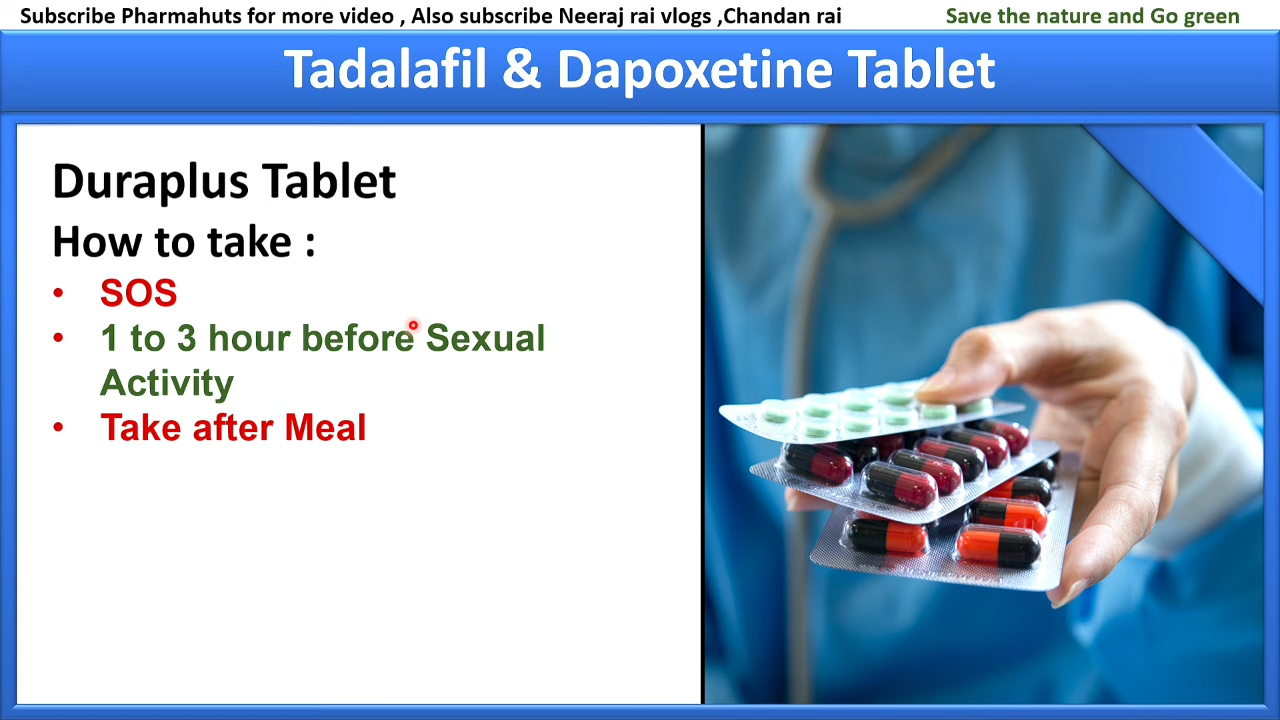 Subscribe Pharmahuts for more video , Also subscribe Neeraj rai vlogs ,Chandan rai
Save the nature and Go green
Tadalafil & Dapoxetine Tablet
Duraplus Tablet
How to take :
• SOS
• 1 to 3 hour before Sexual
Activity
• Take after Meal